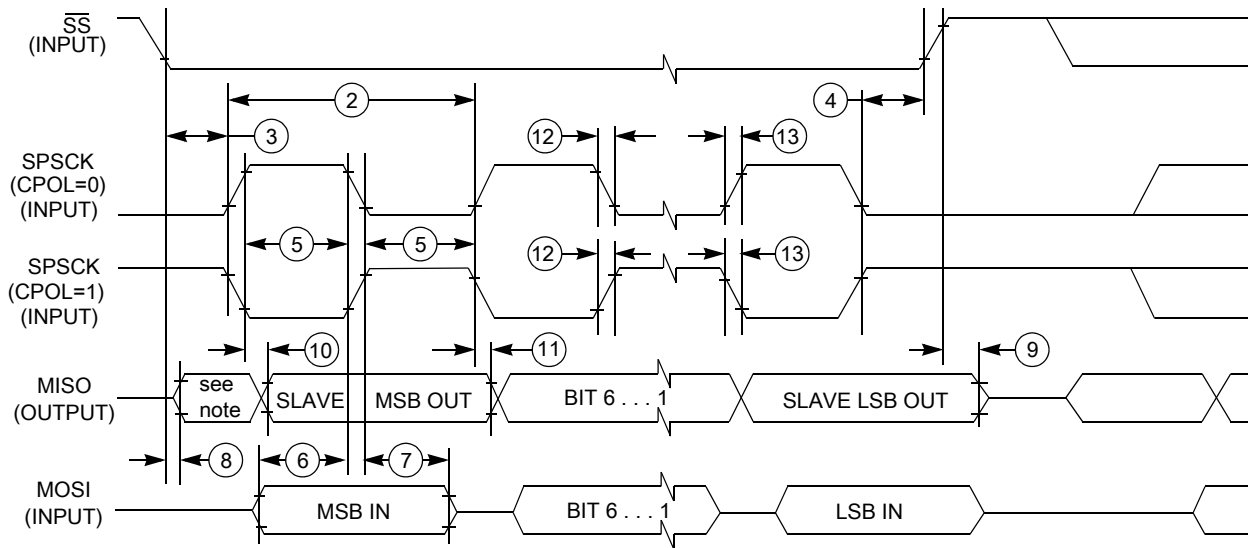 SS
(INPUT)
2
4
3
12
13
SPSCK
(CPOL=0)
(INPUT)
5
5
12
13
SPSCK
(CPOL=1)
(INPUT)
10
11
9
MISO
(OUTPUT)
see
note
SLAVE
MSB OUT
BIT 6 . . . 1
SLAVE LSB OUT
8
6
7
MOSI
(INPUT)
MSB IN
BIT 6 . . . 1
LSB IN